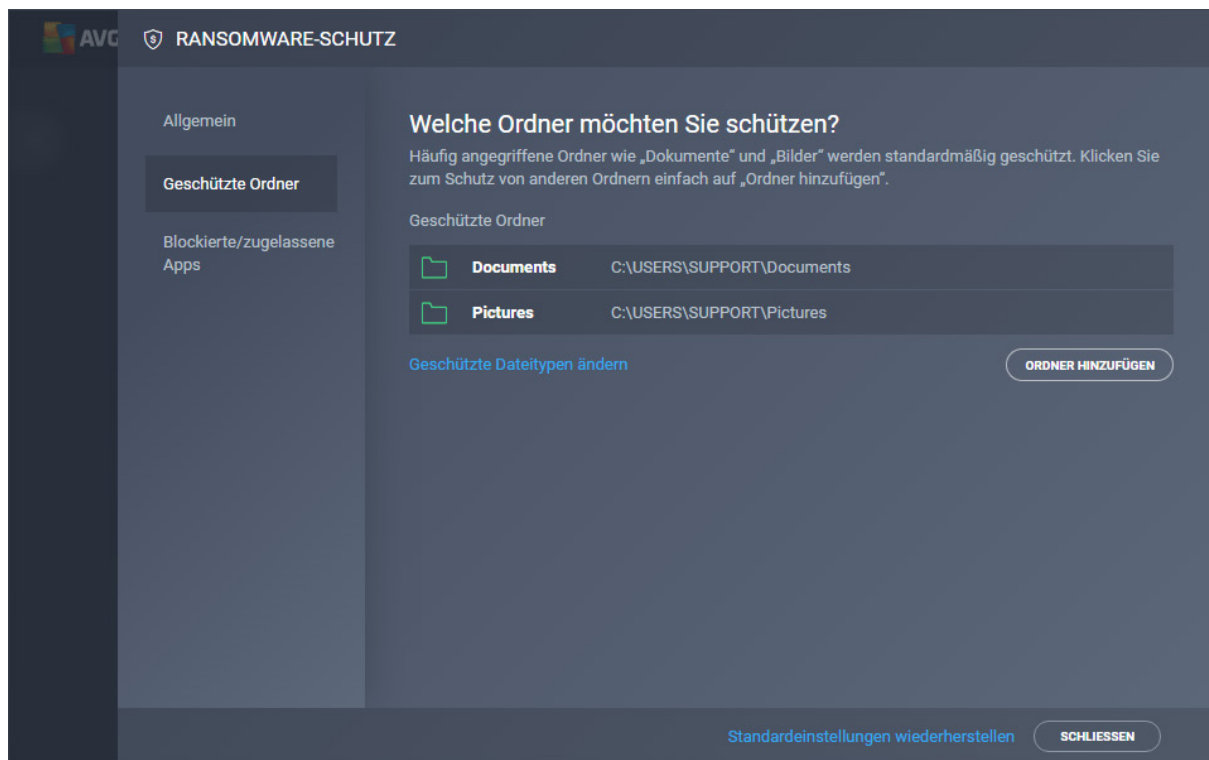 AVG
RANSOMWARE-SCHUTZ
Allgemein
Geschützte Ordner
Blockierte/zugelassene
Apps
Welche Ordner möchten Sie schützen?
Häufig angegriffene Ordner wie „Dokumente“ und „Bilder“ werden standardmäßig geschützt. Klicken Sie
zum Schutz von anderen Ordnern einfach auf „Ordner hinzufügen“.
Geschützte Ordner
Documents C:\USERS\SUPPORT\Documents
Pictures C:\USERS\SUPPORT\Pictures
Geschützte Dateitypen ändern
ORDNER HINZUFÜGEN
Standardeinstellungen wiederherstellen
SCHLIESSEN